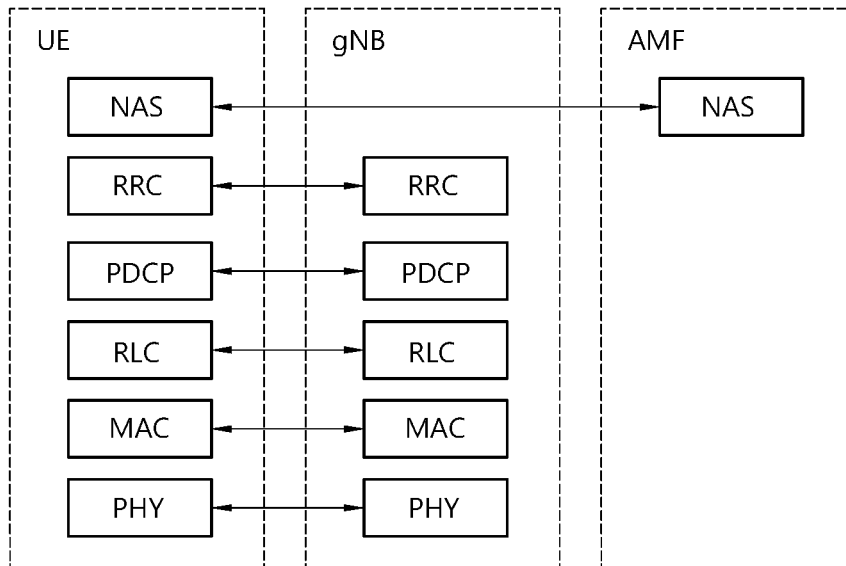 UE gNB AMF
NAS NAS
RRC RRC
PDCP PDCP
RLC RLC
MAC MAC
PHY PHY